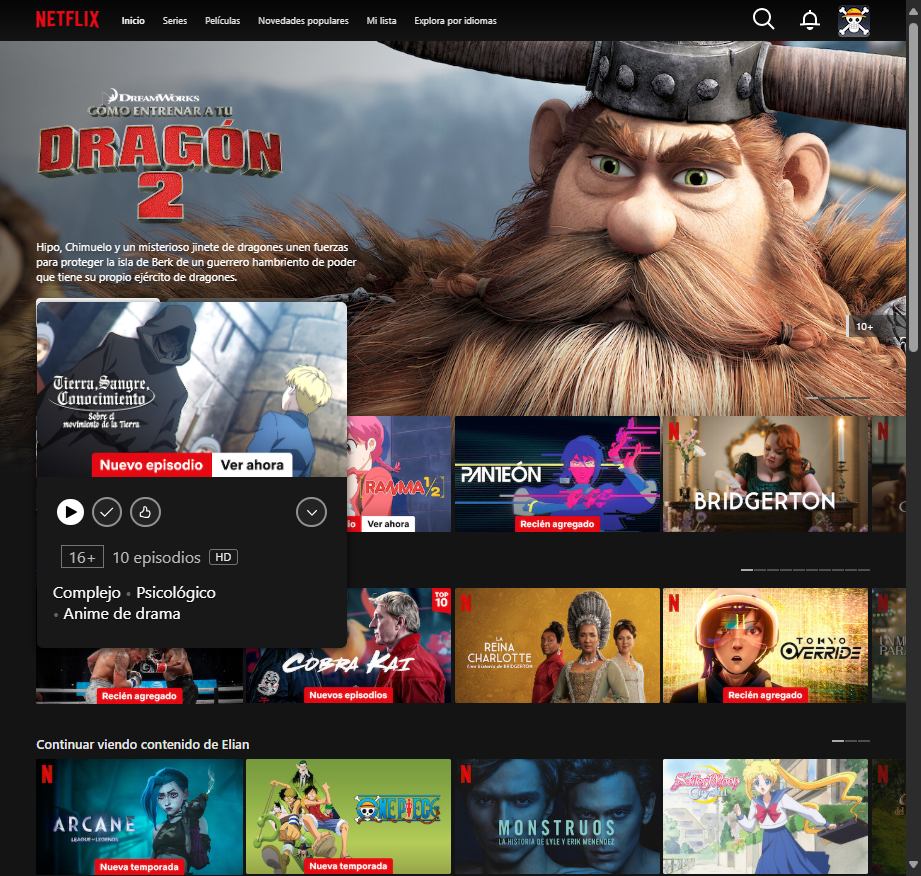 NETFLIX
Inicio
Series
Películas
Novedades populares
Mi lista
Explora por idiomas
DREAMWORKS
CÓMO ENTRENAR A TU
DRAGÓN
2
Hipo, Chimuelo y un misterioso jinete de dragones unen fuerzas
para proteger la isla de Berk de un guerrero hambriento de poder
que tiene su propio ejército de dragones.
10+
Tierra, Sangre,
Conocimiento
Sobre el
movimiento de la Tierra
Nuevo episodio
Ver ahora
RANMA1/2
Ver ahora
PANTEÓN
Recién agregado
N
BRIDGERTON
N
16+
10 episodios
HD
Complejo • Psicológico
• Anime de drama
Recién agregado
TOP
10
COBRA KAI
Nuevos episodios
N
LA
REINA
CHARLOTTE
Una historia de BRIDGERTON
N
TOKYO
OVERRIDE
Recién agregado
N
Continuar viendo contenido de Elian
N
ARCANE
LEAGUE OF LEGENDS
Nueva temporada
ONE PIECE
Nueva temporada
N
MONSTRUOS
LA HISTORIA DE LYLE Y ERIK MENENDEZ
Sailor Moon
Crystal
N